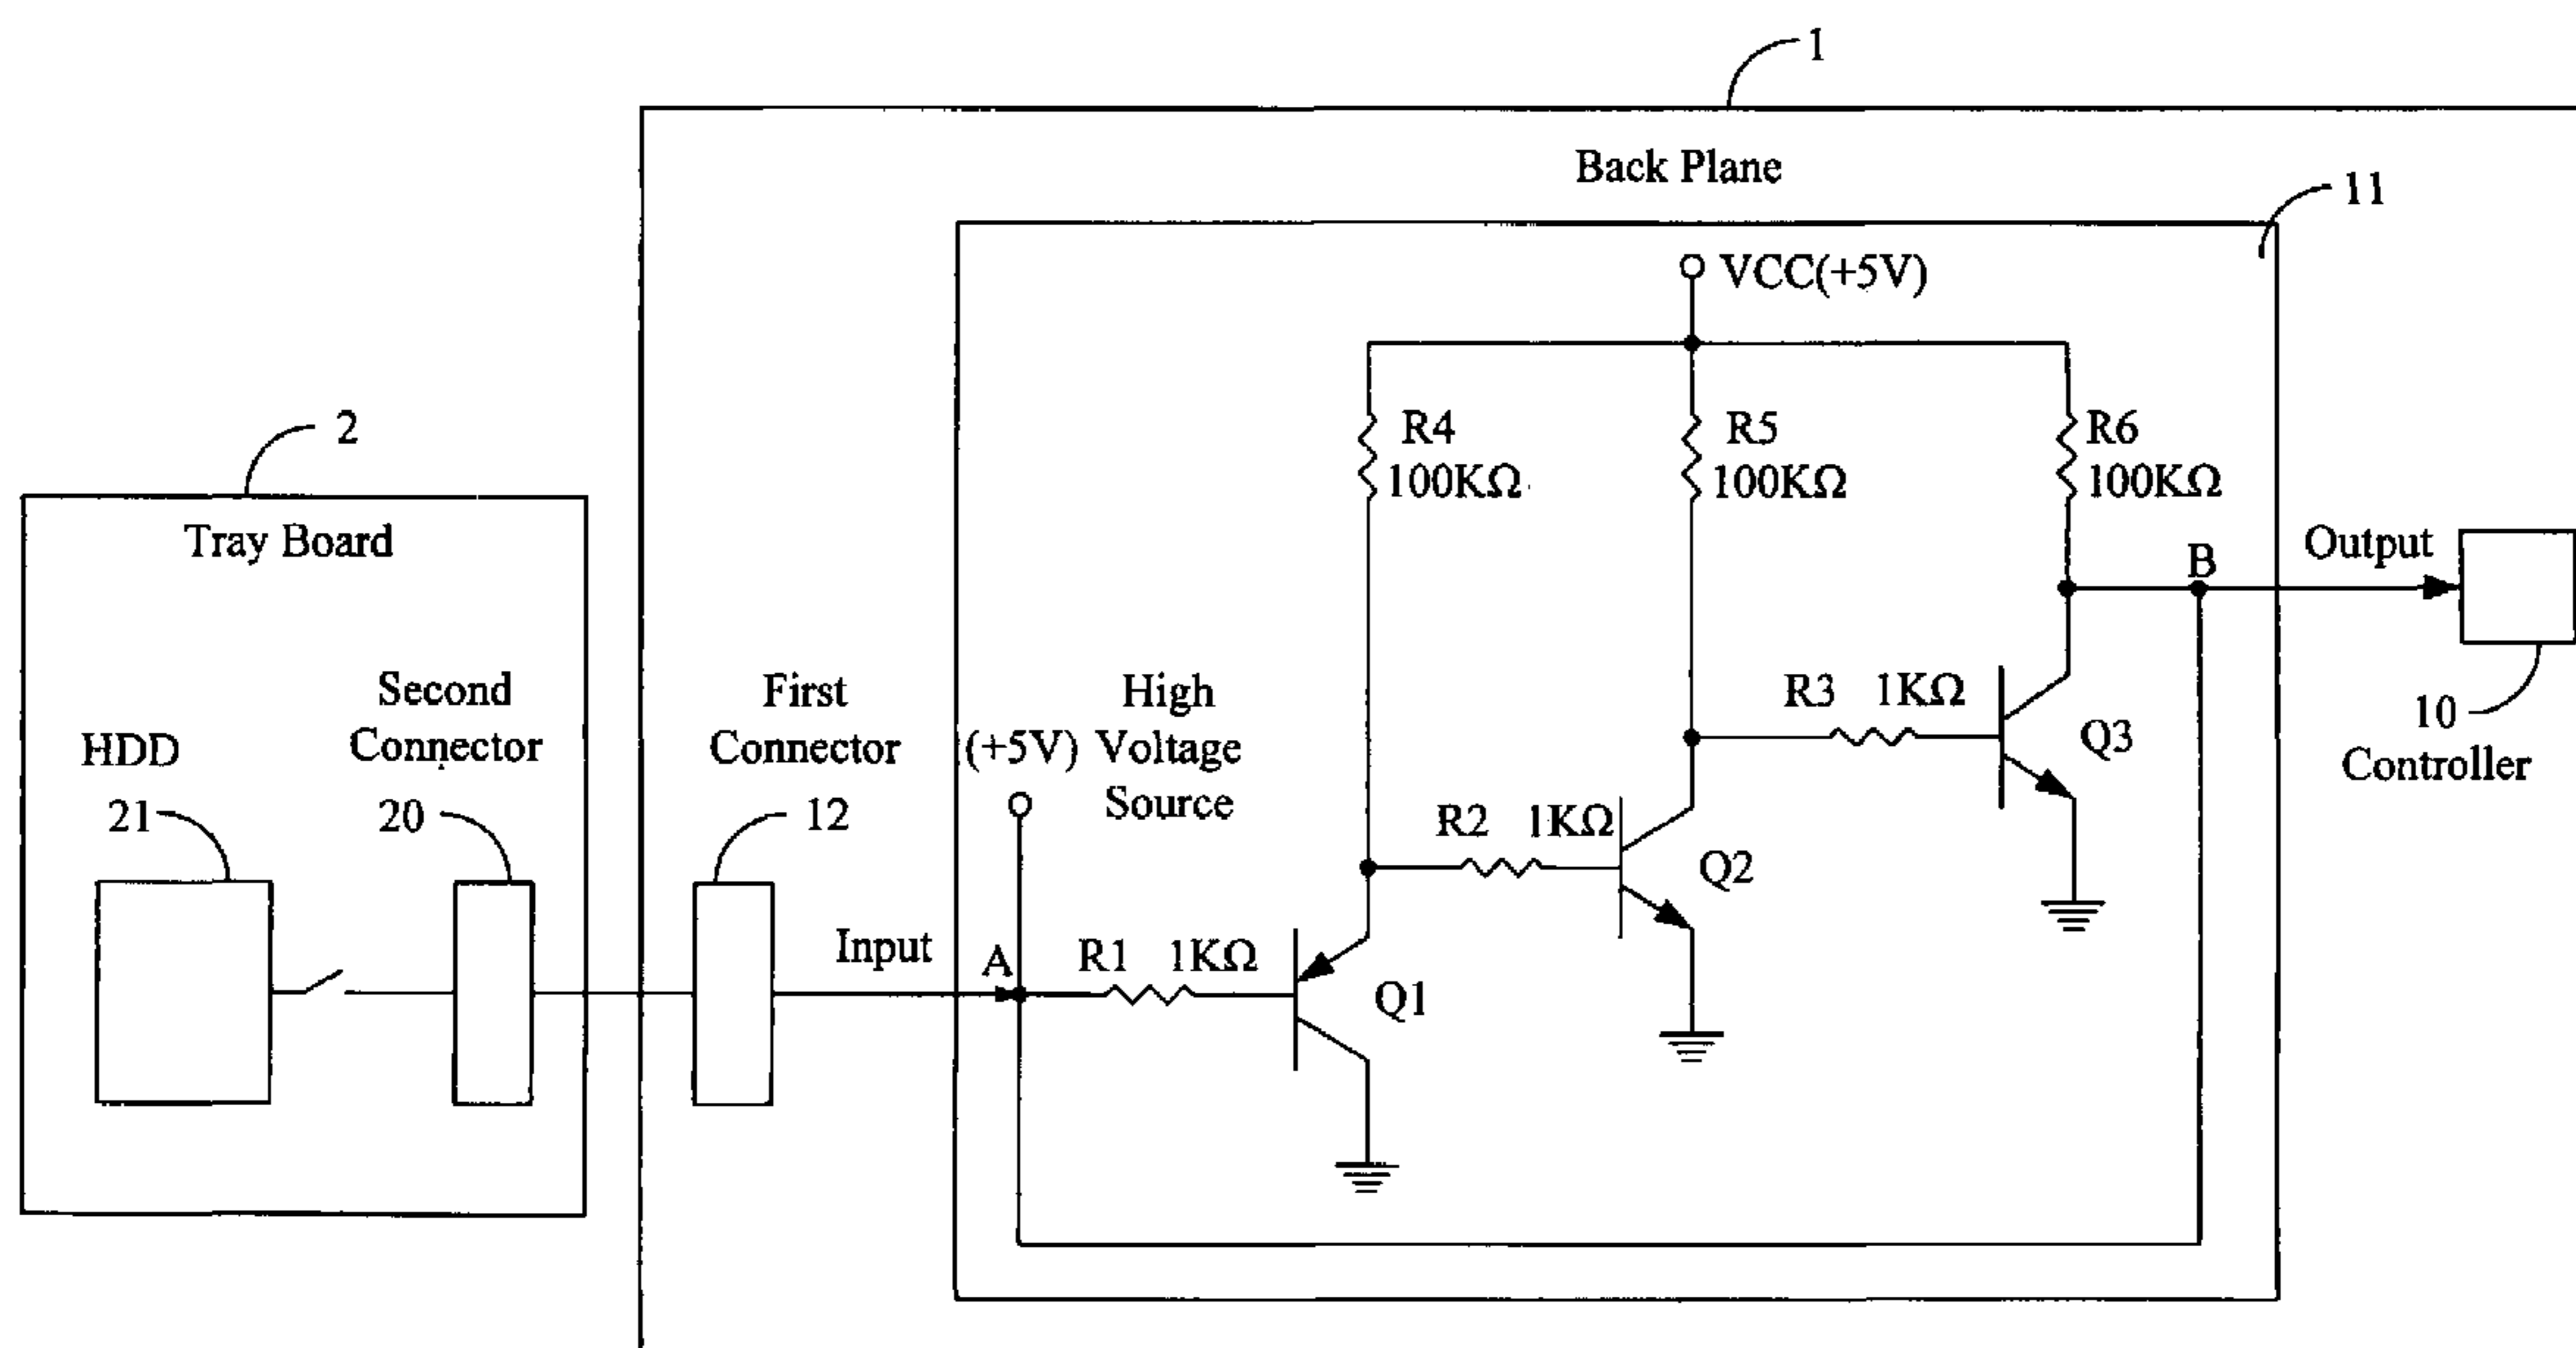 1
Back Plane
11
VCC(+5V)
2
Tray Board
R4
100KΩ
R5
100KΩ
R6
100KΩ
B
Output
Second
Connector
20
HDD
21
First
Connector
12
(+5V)
High
Voltage
Source
R3 1KΩ
Q3
10
Controller
R2 1KΩ
Q2
Input
A
R1 1KΩ
Q1